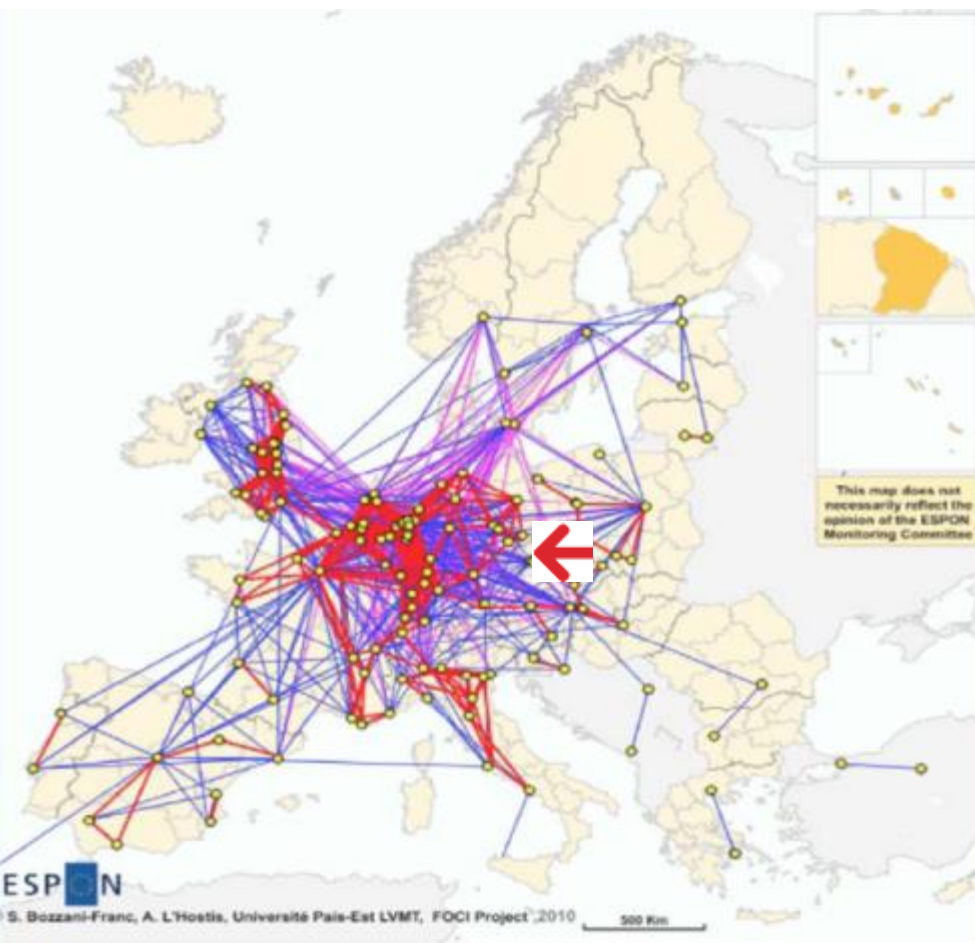 This map does not
necessarily reflect the
opinion of the ESPON
Monitoring Committee
ESPON
© S. Bozzani-Franc, A. L'Hostis, Université Pais-Est LVMT, FOCI Project ,2010
500 Km